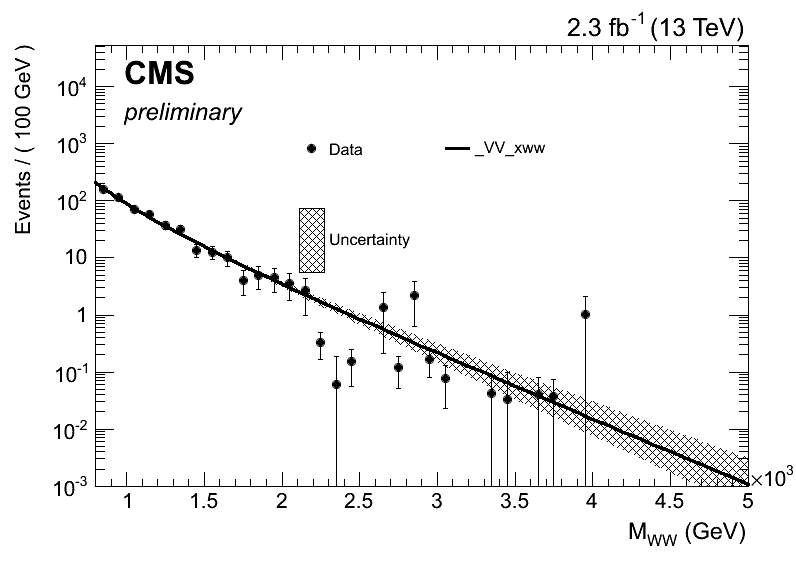 2.3 fb⁻¹ (13 TeV)
CMS
preliminary
Events / ( 100 GeV )
Data
_VV_xww
Uncertainty
10⁴
10³
10²
10
1
10⁻¹
10⁻²
10⁻³
1 1.5 2 2.5 3 3.5 4 4.5 5
×10³
M_WW (GeV)